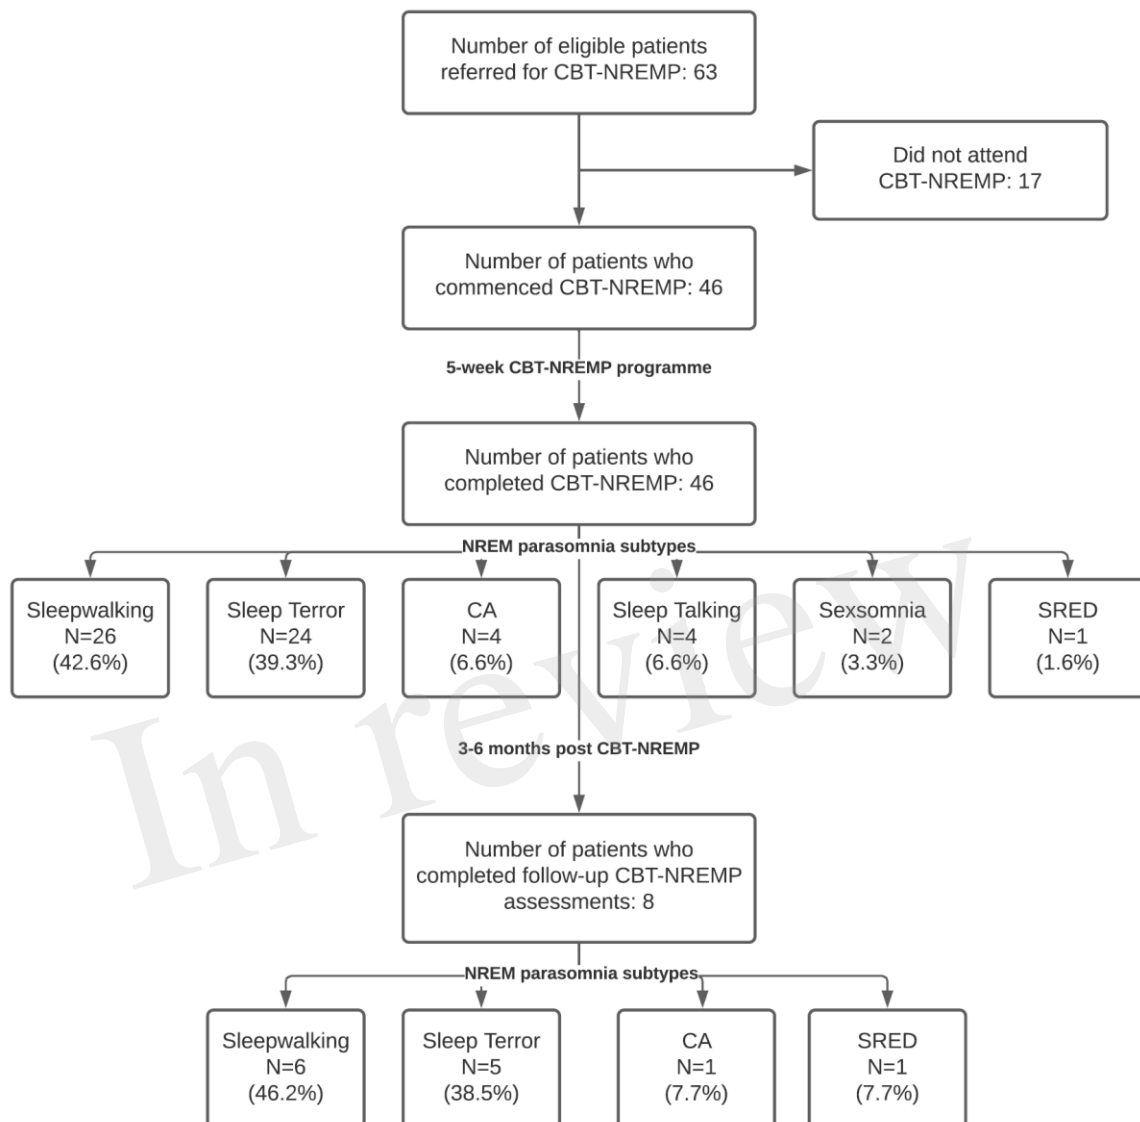 Number of eligible patients
referred for CBT-NREMP: 63
Did not attend
CBT-NREMP: 17
Number of patients who
commenced CBT-NREMP: 46
5-week CBT-NREMP programme
Number of patients who
completed CBT-NREMP: 46
NREM parasomnia subtypes
Sleepwalking
N=26
(42.6%)
Sleep Terror
N=24
(39.3%)
CA
N=4
(6.6%)
Sleep Talking
N=4
(6.6%)
Sexsomnia
N=2
(3.3%)
SRED
N=1
(1.6%)
In review
3-6 months post CBT-NREMP
Number of patients who
completed follow-up CBT-NREMP
assessments: 8
NREM parasomnia subtypes
Sleepwalking
N=6
(46.2%)
Sleep Terror
N=5
(38.5%)
CA
N=1
(7.7%)
SRED
N=1
(7.7%)